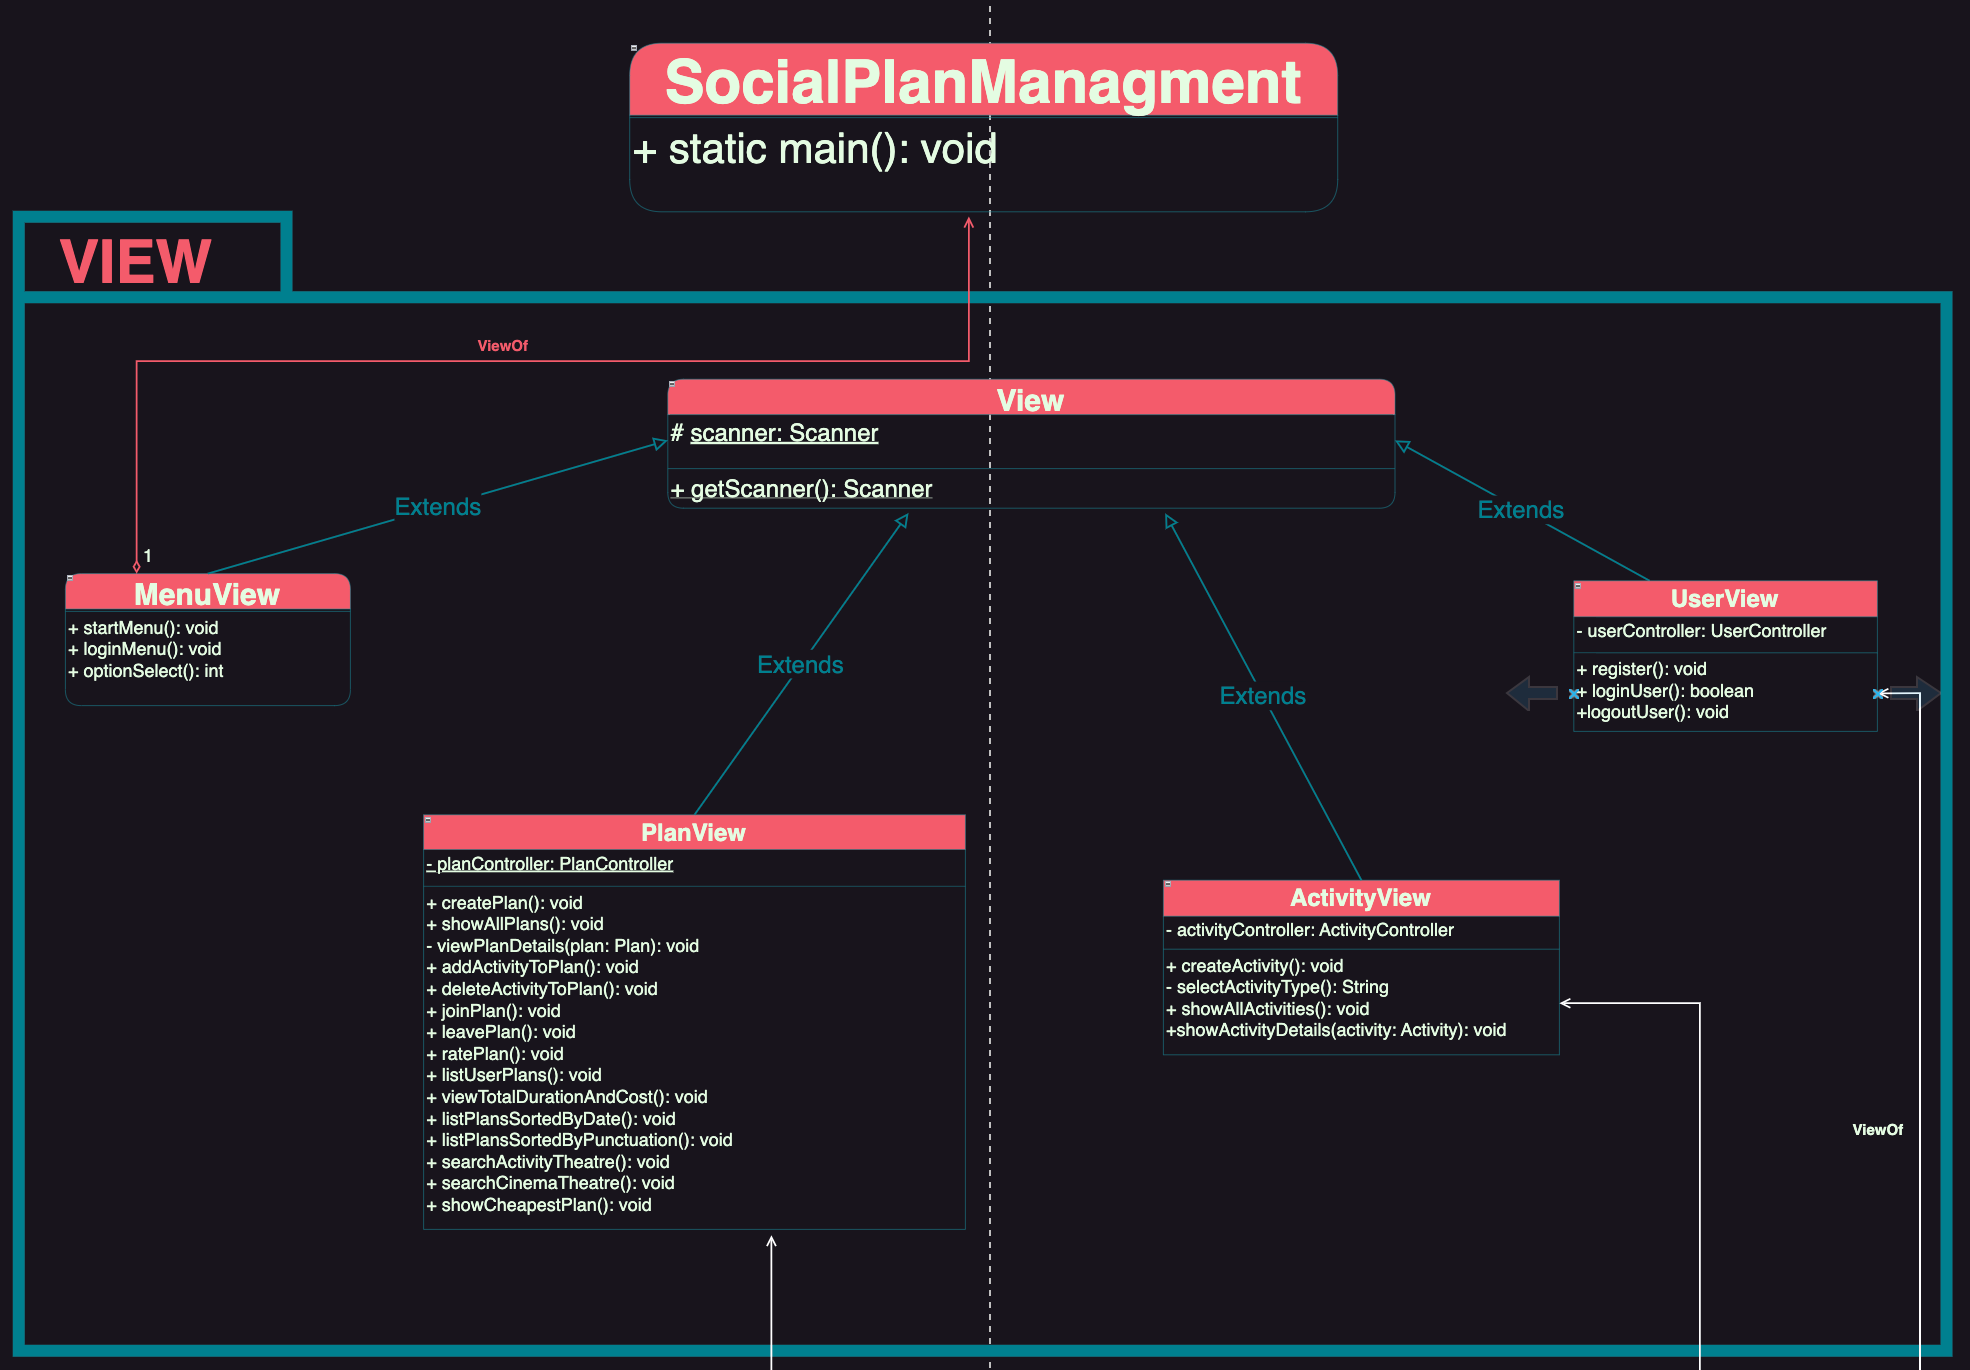 SocialPlanManagment
+ static main(): void
VIEW
ViewOf
View
# scanner: Scanner
+ getScanner(): Scanner
Extends
Extends
1
MenuView
+ startMenu(): void
+ loginMenu(): void
+ optionSelect(): int
UserView
- userController: UserController
+ register(): void
+ loginUser(): boolean
+logoutUser(): void
Extends
Extends
PlanView
- planController: PlanController
+ createPlan(): void
+ showAllPlans(): void
- viewPlanDetails(plan: Plan): void
+ addActivityToPlan(): void
+ deleteActivityToPlan(): void
+ joinPlan(): void
+ leavePlan(): void
+ ratePlan(): void
+ listUserPlans(): void
+ viewTotalDurationAndCost(): void
+ listPlansSortedByDate(): void
+ listPlansSortedByPunctuation(): void
+ searchActivityTheatre(): void
+ searchCinemaTheatre(): void
+ showCheapestPlan(): void
ActivityView
- activityController: ActivityController
+ createActivity(): void
- selectActivityType(): String
+ showAllActivities(): void
+showActivityDetails(activity: Activity): void
ViewOf